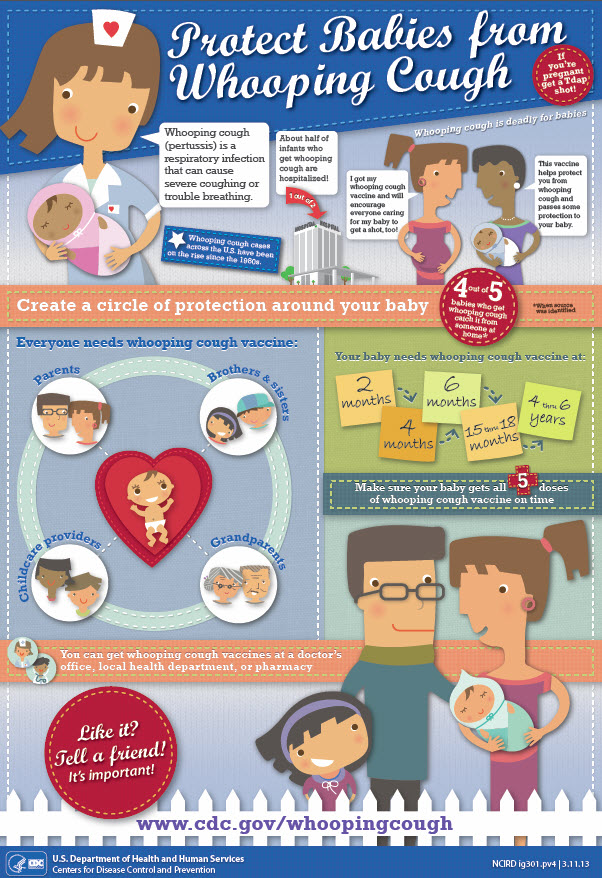 Protect Babies from
Whooping Cough
If
you're
pregnant
get a Tdap
shot!
Whooping cough is deadly for babies
Whooping cough
(pertussis) is a
respiratory infection
that can cause
severe coughing or
trouble breathing.
About half of
infants who
get whooping
cough are
hospitalised!
1 out of 2
HOSPITAL
I got my
whooping cough
vaccine and will
encourage
everyone caring
for my baby to
get a shot, too!
This vaccine
helps protect
you from
whooping
cough and
passes some
protection to
your baby.
Whooping cough cases
across the U.S. have been
on the rise since the 1980s.
Create a circle of protection around your baby
4 out of 5
babies who get
whooping cough
catch it from
someone at
home*
*When source
was identified
Everyone needs whooping cough vaccine:
Parents
Brothers & sisters
Childcare providers
Grandparents
Your baby needs whooping cough vaccine at:
2
months
4
months
6
months
15 thru 18
months
4 thru 6
years
Make sure your baby gets all 5 doses
of whooping cough vaccine on time
You can get whooping cough vaccines at a doctor's
office, local health department, or pharmacy
Like it?
Tell a friend!
It's important!
www.cdc.gov/whoopingcough
CDC
U.S. Department of Health and Human Services
Centers for Disease Control and Prevention
NCIRD ig301.pv4 | 3.11.13